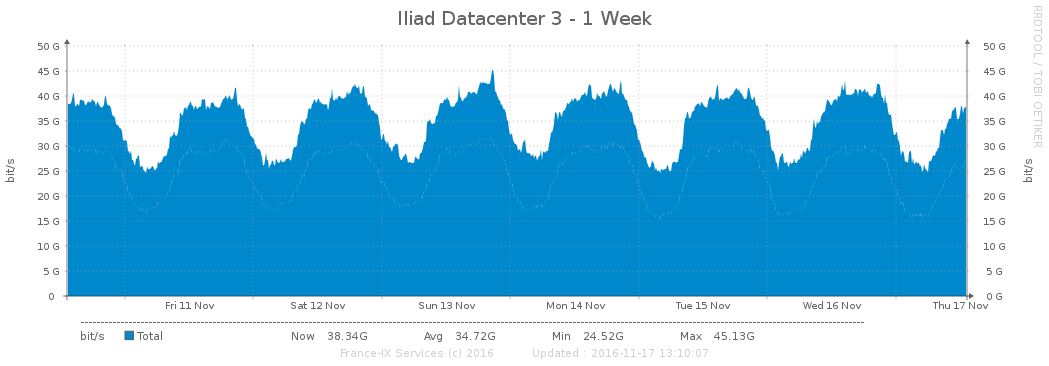 Iliad Datacenter 3 - 1 Week
RRDTOOL / TOBI OETIKER
bit/s
50 G 50 G
45 G 45 G
40 G 40 G
35 G 35 G
30 G 30 G
25 G 25 G
20 G 20 G
15 G 15 G
10 G 10 G
5 G 5 G
0 0 G
bit/s
Fri 11 Nov Sat 12 Nov Sun 13 Nov Mon 14 Nov Tue 15 Nov Wed 16 Nov Thu 17 Nov
bit/s Total Now 38.34G Avg 34.72G Min 24.52G Max 45.13G
France-IX Services (c) 2016 Updated : 2016-11-17 13:10:07